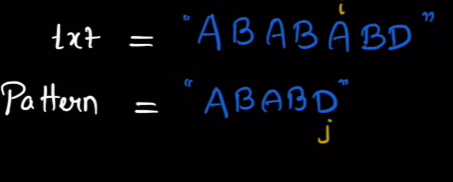 i
txt = "ABABABD"
Pattern = "ABABD"
j